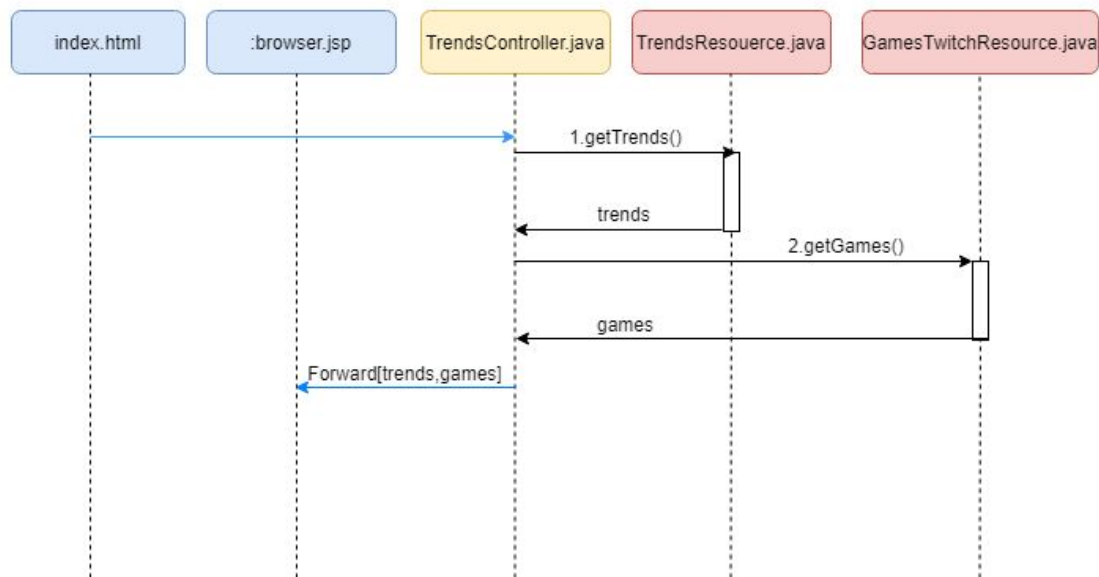 index.html
:browser.jsp
TrendsController.java
TrendsResouerce.java
GamesTwitchResource.java
1.getTrends()
trends
2.getGames()
games
Forward[trends,games]